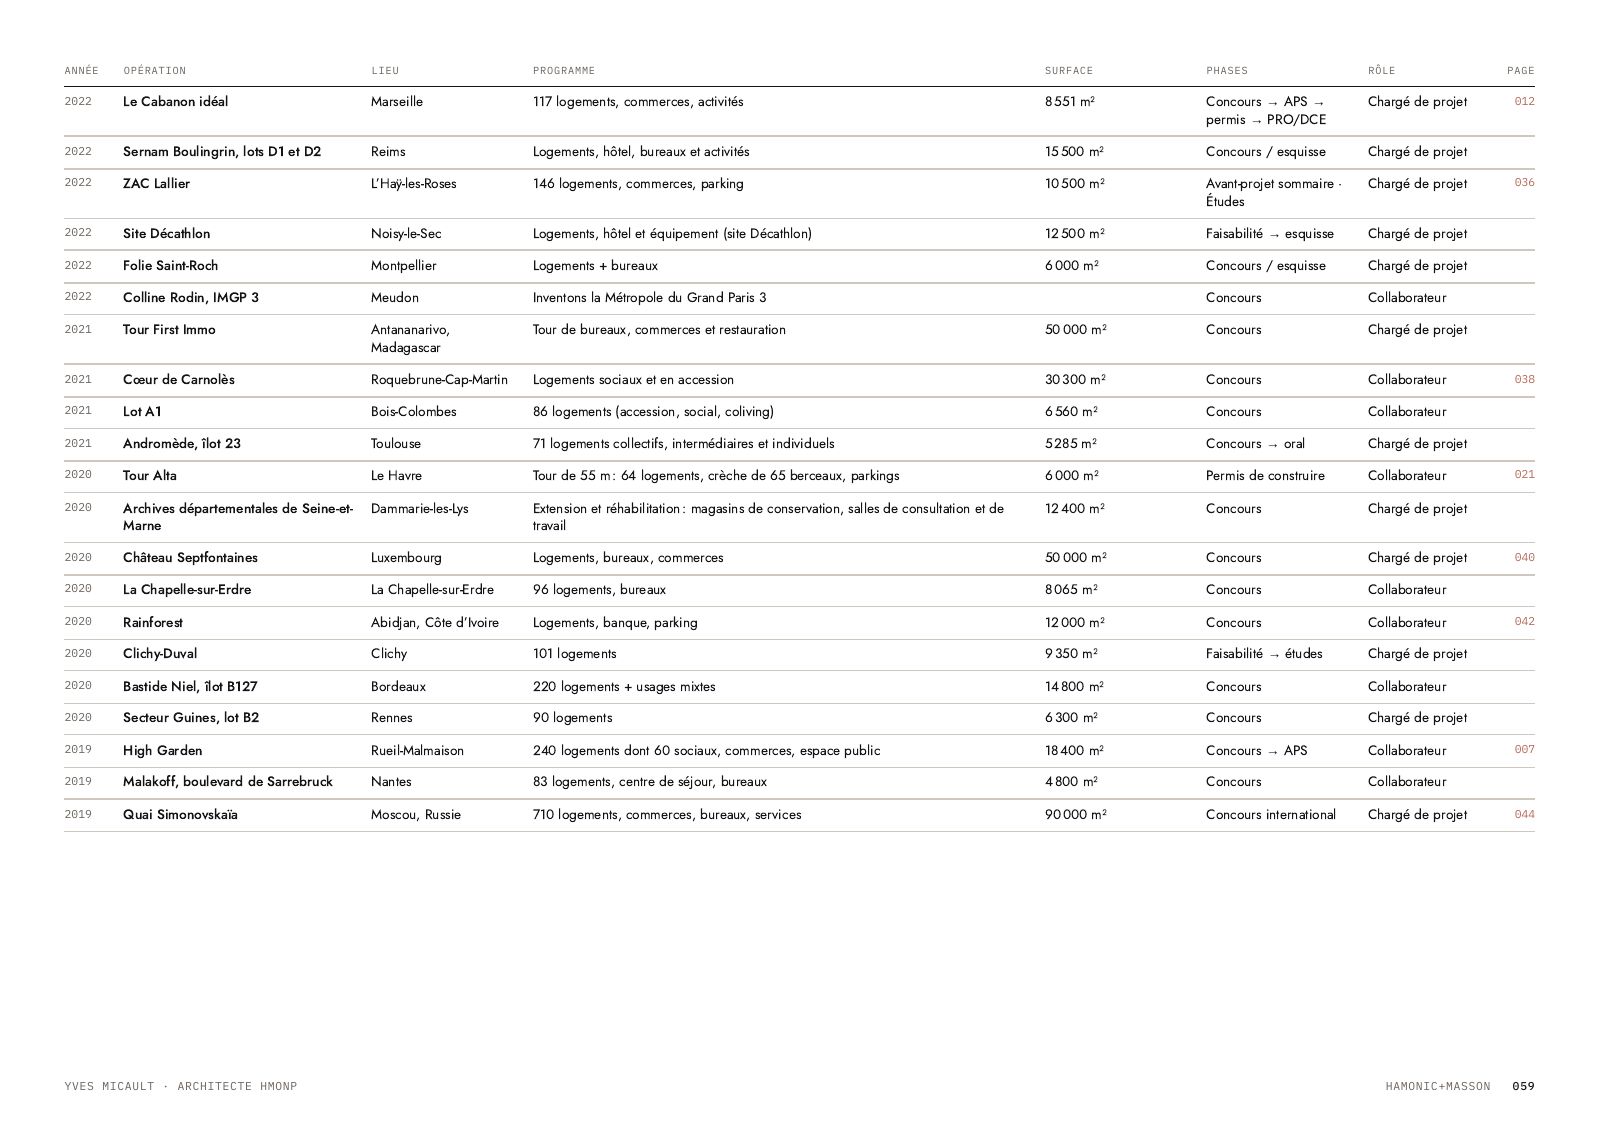 ANNÉE OPÉRATION LIEU PROGRAMME SURFACE PHASES RÔLE PAGE
2022 Le Cabanon idéal Marseille 117 logements, commerces, activités 8 551 m² Concours → APS → Chargé de projet 012
permis → PRO/DCE
2022 Sernam Boulingrin, lots D1 et D2 Reims Logements, hôtel, bureaux et activités 15 500 m² Concours / esquisse Chargé de projet
2022 ZAC Lallier L’Haÿ-les-Roses 146 logements, commerces, parking 10 500 m² Avant-projet sommaire · Chargé de projet 036
Études
2022 Site Décathlon Noisy-le-Sec Logements, hôtel et équipement (site Décathlon) 12 500 m² Faisabilité → esquisse Chargé de projet
2022 Folie Saint-Roch Montpellier Logements + bureaux 6 000 m² Concours / esquisse Chargé de projet
2022 Colline Rodin, IMGP 3 Meudon Inventons la Métropole du Grand Paris 3 Concours Collaborateur
2021 Tour First Immo Antananarivo, Tour de bureaux, commerces et restauration 50 000 m² Concours Chargé de projet
Madagascar
2021 Cœur de Carnolès Roquebrune-Cap-Martin Logements sociaux et en accession 30 300 m² Concours Collaborateur 038
2021 Lot A1 Bois-Colombes 86 logements (accession, social, coliving) 6 560 m² Concours Collaborateur
2021 Andromède, îlot 23 Toulouse 71 logements collectifs, intermédiaires et individuels 5 285 m² Concours → oral Chargé de projet
2020 Tour Alta Le Havre Tour de 55 m : 64 logements, crèche de 65 berceaux, parkings 6 000 m² Permis de construire Collaborateur 021
2020 Archives départementales de Seine-et- Dammarie-les-Lys Extension et réhabilitation : magasins de conservation, salles de consultation et de 12 400 m² Concours Chargé de projet
Marne travail
2020 Château Septfontaines Luxembourg Logements, bureaux, commerces 50 000 m² Concours Chargé de projet 040
2020 La Chapelle-sur-Erdre La Chapelle-sur-Erdre 96 logements, bureaux 8 065 m² Concours Collaborateur
2020 Rainforest Abidjan, Côte d’Ivoire Logements, banque, parking 12 000 m² Concours Collaborateur 042
2020 Clichy-Duval Clichy 101 logements 9 350 m² Faisabilité → études Chargé de projet
2020 Bastide Niel, îlot B127 Bordeaux 220 logements + usages mixtes 14 800 m² Concours Collaborateur
2020 Secteur Guines, lot B2 Rennes 90 logements 6 300 m² Concours Chargé de projet
2019 High Garden Rueil-Malmaison 240 logements dont 60 sociaux, commerces, espace public 18 400 m² Concours → APS Collaborateur 007
2019 Malakoff, boulevard de Sarrebruck Nantes 83 logements, centre de séjour, bureaux 4 800 m² Concours Collaborateur
2019 Quai Simonovskaïa Moscou, Russie 710 logements, commerces, bureaux, services 90 000 m² Concours international Chargé de projet 044
YVES MICAULT · ARCHITECTE HMONP HAMONIC+MASSON 059